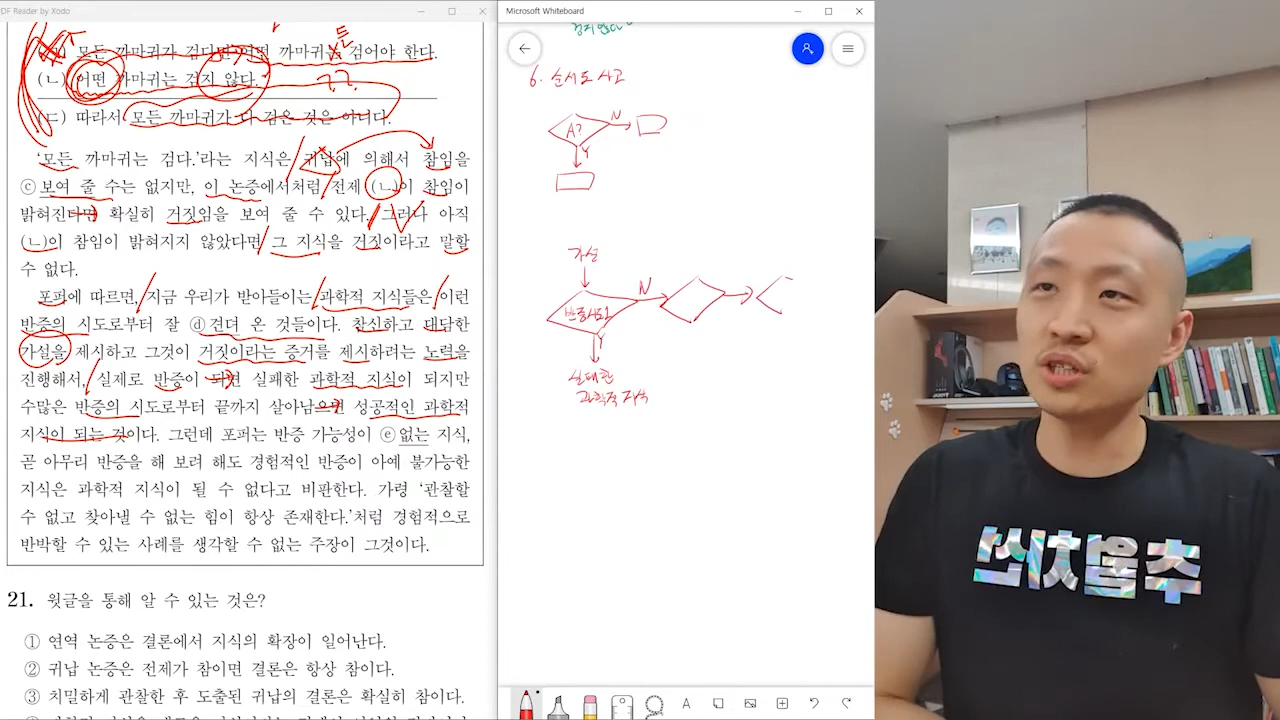 DF Reader by Xodo
Microsoft Whiteboard
모든 까마귀가 검다면 어떤 까마귀든 검어야 한다.
(ㄴ) 어떤 까마귀는 검지 않다.
(ㄷ) 따라서 모든 까마귀가 다 검은 것은 아니다.
‘모든 까마귀는 검다.’라는 지식은 귀납에 의해서 참임을
ⓒ보여 줄 수는 없지만, 이 논증에서처럼 전제 (ㄴ)이 참임이
밝혀진다면 확실히 거짓임을 보여 줄 수 있다. 그러나 아직
(ㄴ)이 참임이 밝혀지지 않았다면 그 지식을 거짓이라고 말할
수 없다.
포퍼에 따르면, 지금 우리가 받아들이는 과학적 지식들은 이런
반증의 시도로부터 잘 ⓓ견뎌 온 것들이다. 참신하고 대담한
가설을 제시하고 그것이 거짓이라는 증거를 제시하려는 노력을
진행해서, 실제로 반증이 되면 실패한 과학적 지식이 되지만
수많은 반증의 시도로부터 끝까지 살아남으면 성공적인 과학적
지식이 되는 것이다. 그런데 포퍼는 반증 가능성이 ⓔ없는 지식,
곧 아무리 반증을 해 보려 해도 경험적인 반증이 아예 불가능한
지식은 과학적 지식이 될 수 없다고 비판한다. 가령 ‘관찰할
수 없고 찾아낼 수 없는 힘이 항상 존재한다.’처럼 경험적으로
반박할 수 있는 사례를 생각할 수 없는 주장이 그것이다.
21. 윗글을 통해 알 수 있는 것은?
① 연역 논증은 결론에서 지식의 확장이 일어난다.
② 귀납 논증은 전제가 참이면 결론은 항상 참이다.
③ 치밀하게 관찰한 후 도출된 귀납의 결론은 확실히 참이다.
검지 않다
6. 순서도 사고
A?
N
Y
가설
반증시도
N
Y
실패한
과학적 지식
추월차선